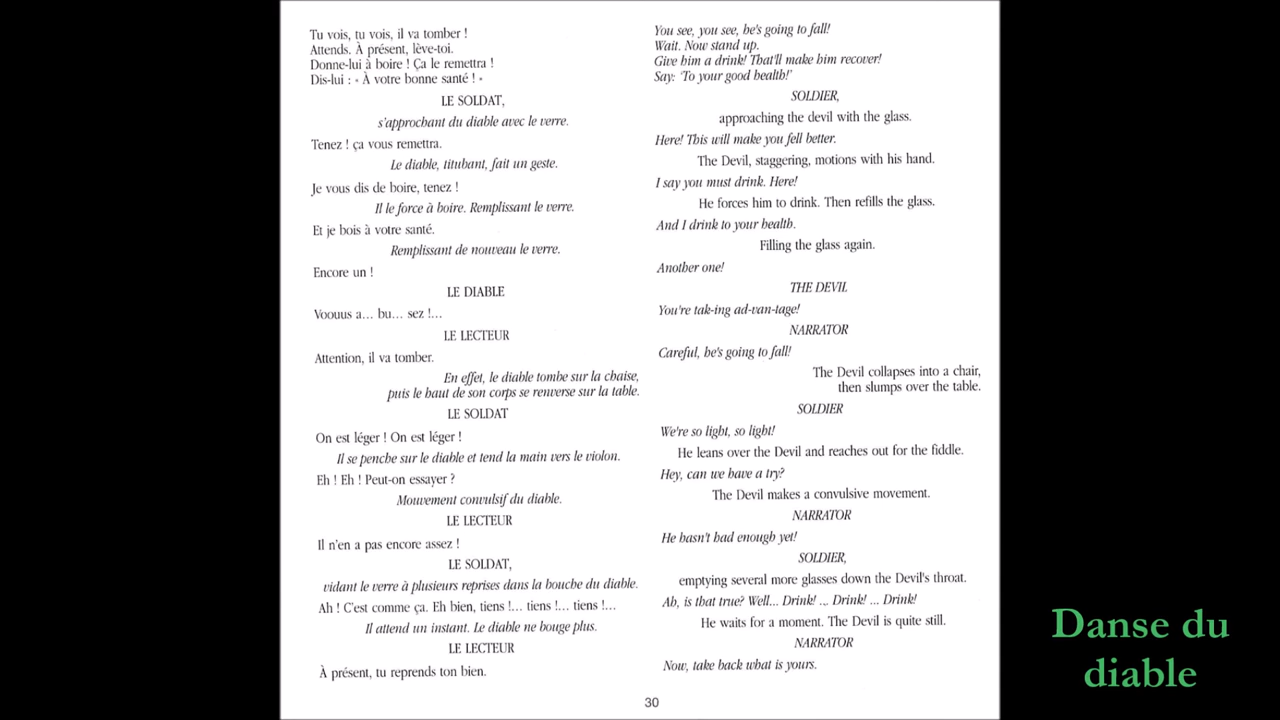 Tu vois, tu vois, il va tomber !
Attends. À présent, lève-toi.
Donne-lui à boire ! Ça le remettra !
Dis-lui : « À votre bonne santé ! »
LE SOLDAT,
s'approchant du diable avec le verre.
Tenez ! ça vous remettra.
Le diable, titubant, fait un geste.
Je vous dis de boire, tenez !
Il le force à boire. Remplissant le verre.
Et je bois à votre santé.
Remplissant de nouveau le verre.
Encore un !
LE DIABLE
Voouus a... bu... sez !...
LE LECTEUR
Attention, il va tomber.
En effet, le diable tombe sur la chaise,
puis le haut de son corps se renverse sur la table.
LE SOLDAT
On est léger ! On est léger !
Il se penche sur le diable et tend la main vers le violon.
Eh ! Eh ! Peut-on essayer ?
Mouvement convulsif du diable.
LE LECTEUR
Il n'en a pas encore assez !
LE SOLDAT,
vidant le verre à plusieurs reprises dans la bouche du diable.
Ah ! C'est comme ça. Eh bien, tiens !... tiens !... tiens !...
Il attend un instant. Le diable ne bouge plus.
LE LECTEUR
À présent, tu reprends ton bien.
You see, you see, he's going to fall!
Wait. Now stand up.
Give him a drink! That'll make him recover!
Say: 'To your good health!'
SOLDIER,
approaching the devil with the glass.
Here! This will make you fell better.
The Devil, staggering, motions with his hand.
I say you must drink. Here!
He forces him to drink. Then refills the glass.
And I drink to your health.
Filling the glass again.
Another one!
THE DEVIL
You're tak-ing ad-van-tage!
NARRATOR
Careful, he's going to fall!
The Devil collapses into a chair,
then slumps over the table.
SOLDIER
We're so light, so light!
He leans over the Devil and reaches out for the fiddle.
Hey, can we have a try?
The Devil makes a convulsive movement.
NARRATOR
He hasn't had enough yet!
SOLDIER,
emptying several more glasses down the Devil's throat.
Ah, is that true? Well... Drink! ... Drink! ... Drink!
He waits for a moment. The Devil is quite still.
NARRATOR
Now, take back what is yours.
30
Danse du
diable